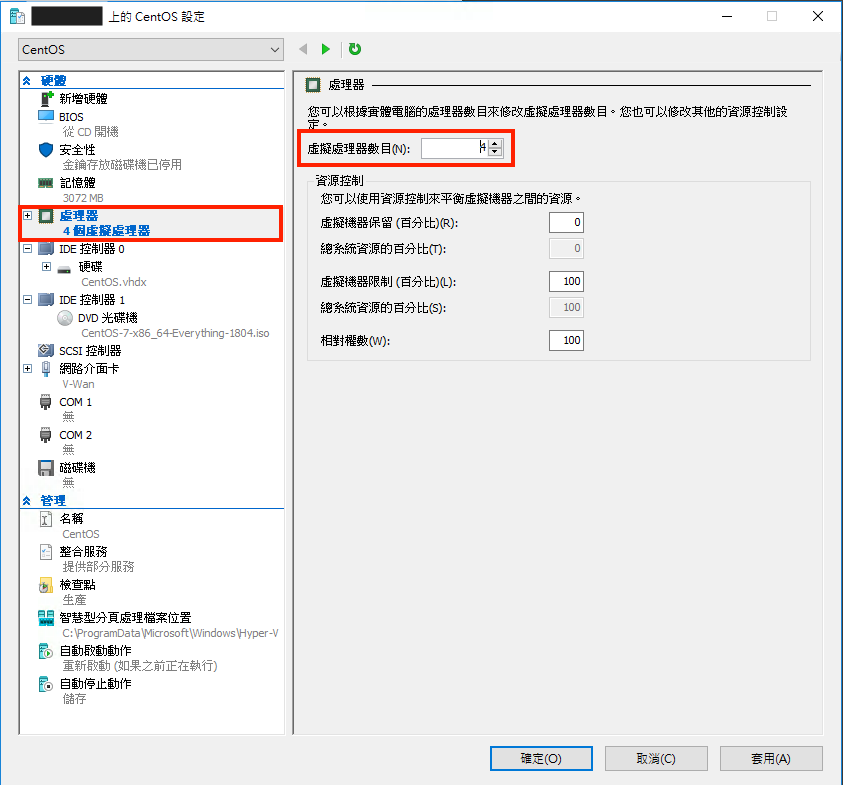 上的 CentOS 設定
CentOS
硬體
新增硬體
BIOS
從 CD 開機
安全性
金鑰存放磁碟機已停用
記憶體
3072 MB
處理器
4 個虛擬處理器
IDE 控制器 0
硬碟
CentOS.vhdx
IDE 控制器 1
DVD 光碟機
CentOS-7-x86_64-Everything-1804.iso
SCSI 控制器
網路介面卡
V-Wan
COM 1
無
COM 2
無
磁碟機
無
管理
名稱
CentOS
整合服務
提供部分服務
檢查點
生產
智慧型分頁處理檔案位置
C:\ProgramData\Microsoft\Windows\Hyper-V
自動啟動動作
重新啟動 (如果之前正在執行)
自動停止動作
儲存
處理器
您可以根據實體電腦的處理器數目來修改虛擬處理器數目。您也可以修改其他的資源控制設
定。
虛擬處理器數目(N): 4
資源控制
您可以使用資源控制來平衡虛擬機器之間的資源。
虛擬機器保留 (百分比)(R): 0
總系統資源的百分比(T): 0
虛擬機器限制 (百分比)(L): 100
總系統資源的百分比(S): 100
相對權數(W): 100
確定(O) 取消(C) 套用(A)